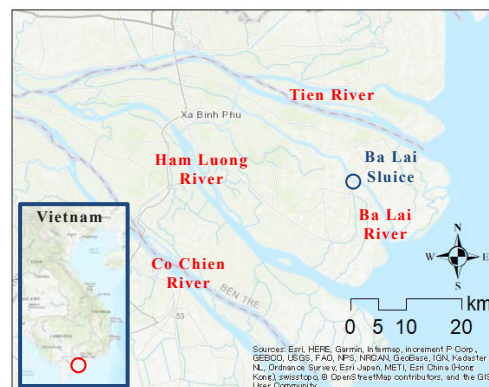 Tien River
Xa Binh Phu
Ham Luong
River
Ba Lai
Sluice
Ba Lai
River
Vietnam
Co Chien
River
BEN TRE
53
N
W E
S
km
0 10 20
Sources: Esri, HERE, Garmin, Intermap, increment P Corp.,
GEBCO, USGS, FAO, NPS, NRCAN, GeoBase, IGN, Kadaster
NL, Ordnance Survey, Esri Japan, METI, Esri China (Hong
Kong), swisstopo, © OpenStreetMap contributors, and the GIS
User Community